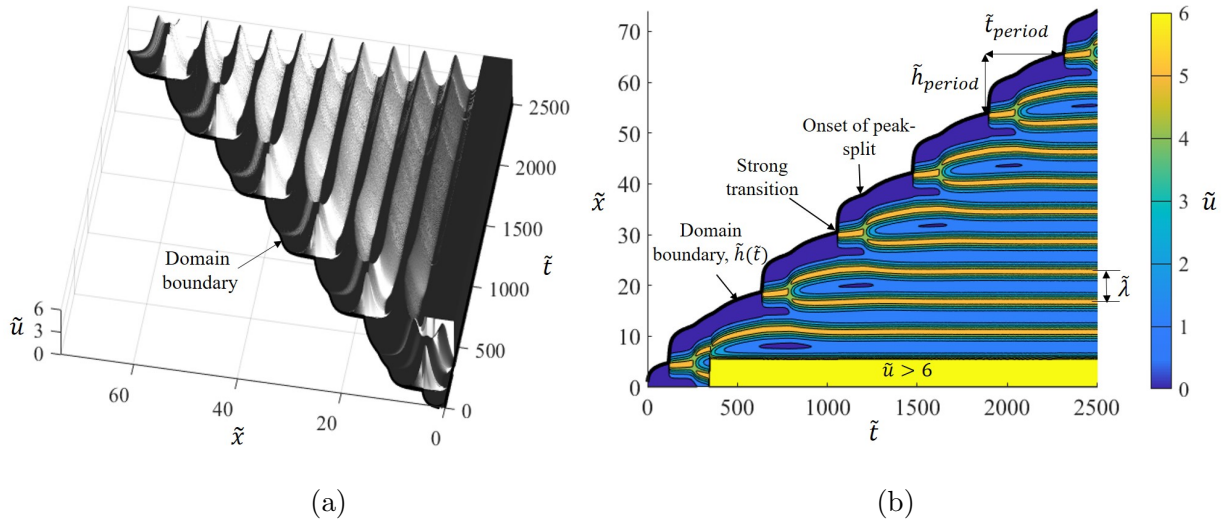 2500
2000
1500
1000
500
0
t̃
Domain
boundary
6
3
0
ũ
60
40
20
0
x̃
(a)
70
60
50
40
30
20
10
0
x̃
t̃period
h̃period
Onset of peak-
split
Strong
transition
Domain
boundary, h̃(t̃)
λ̃
ũ > 6
0
500
1000
1500
2000
2500
t̃
6
5
4
3
2
1
0
ũ
(b)